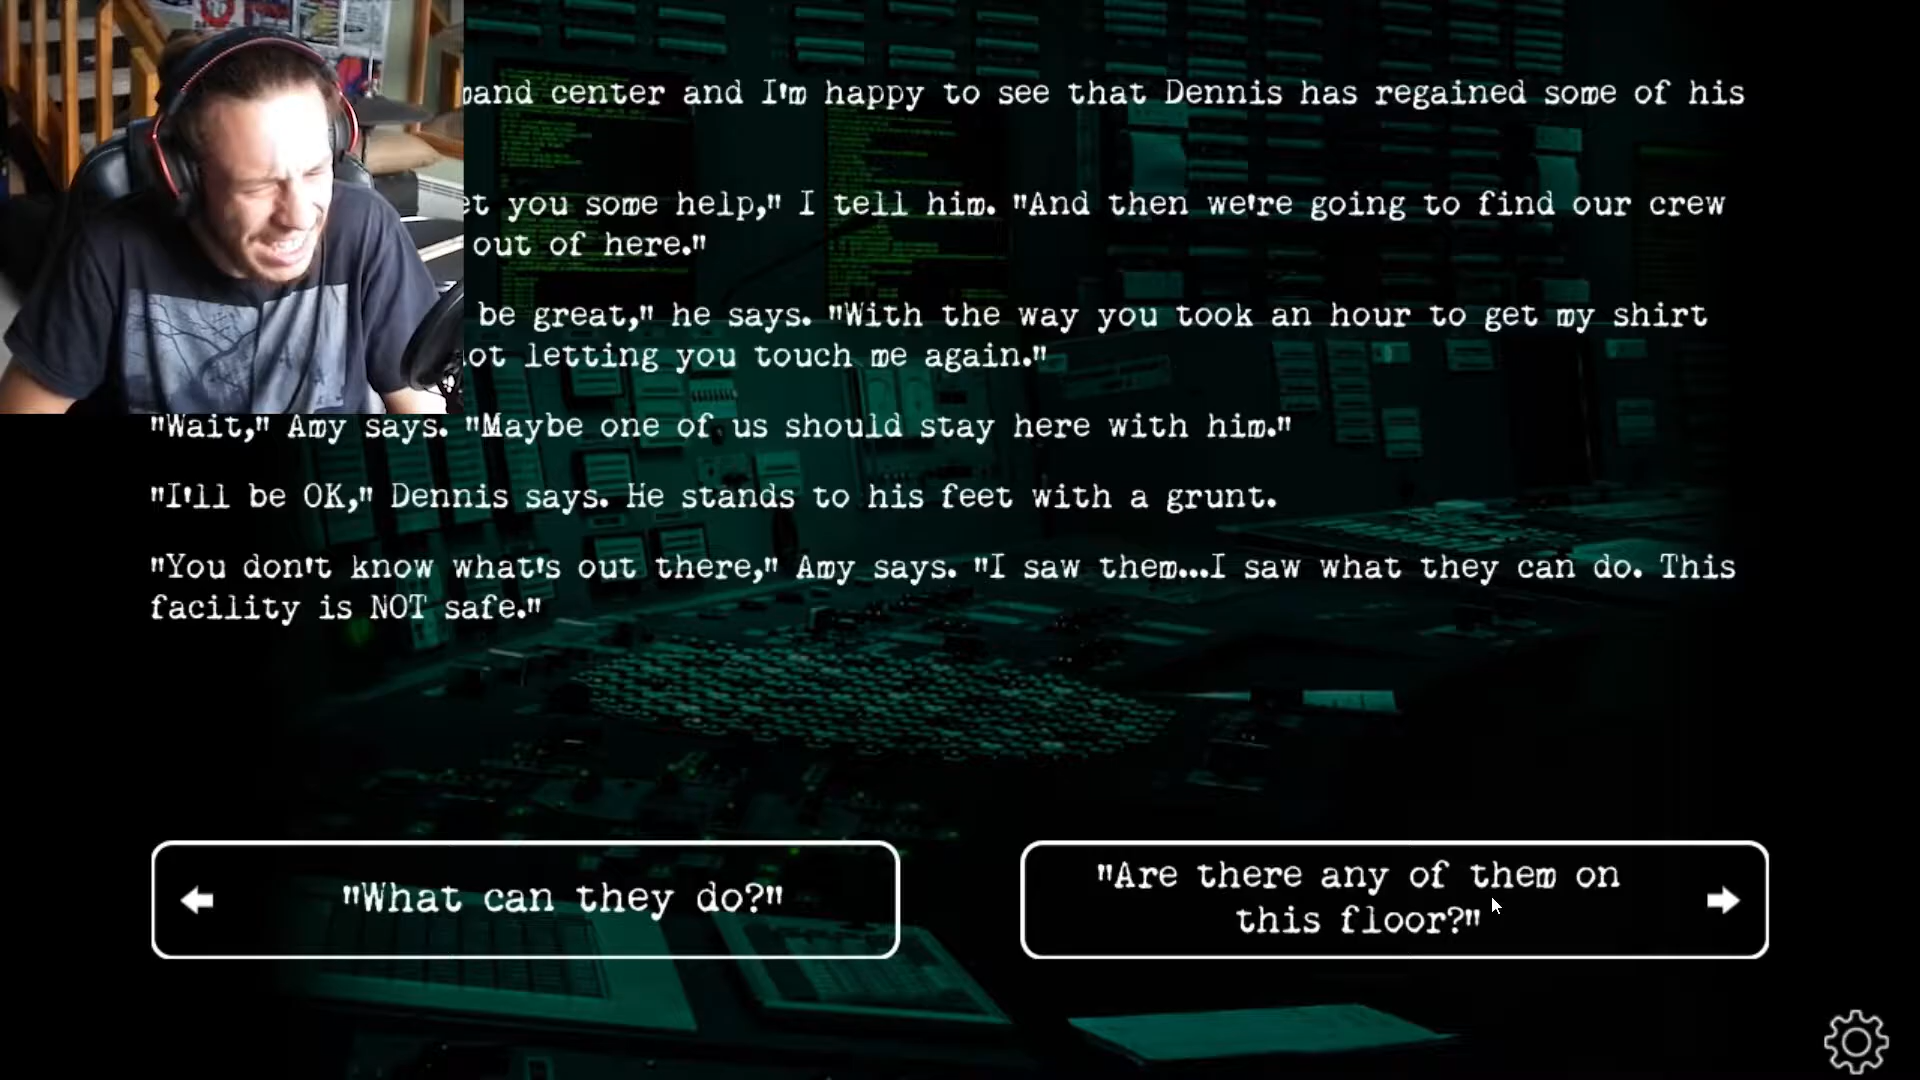 center and I'm happy to see that Dennis has regained some of his
you some help," I tell him. "And then we're going to find our crew
out of here."
be great," he says. "With the way you took an hour to get my shirt
letting you touch me again."
"Wait," Amy says. "Maybe one of us should stay here with him."
"I'll be OK," Dennis says. He stands to his feet with a grunt.
"You don't know what's out there," Amy says. "I saw them...I saw what they can do. This
facility is NOT safe."
"What can they do?"
"Are there any of them on
this floor?"